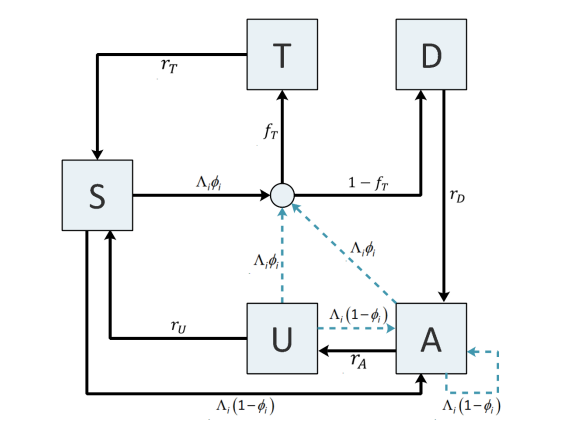 T
D
r_T
f_T
Λ_iϕ_i
1 − f_T
S
r_D
Λ_iϕ_i
Λ_iϕ_i
Λ_i(1−ϕ_i)
r_U
U
A
r_A
Λ_i(1−ϕ_i)
Λ_i(1−ϕ_i)